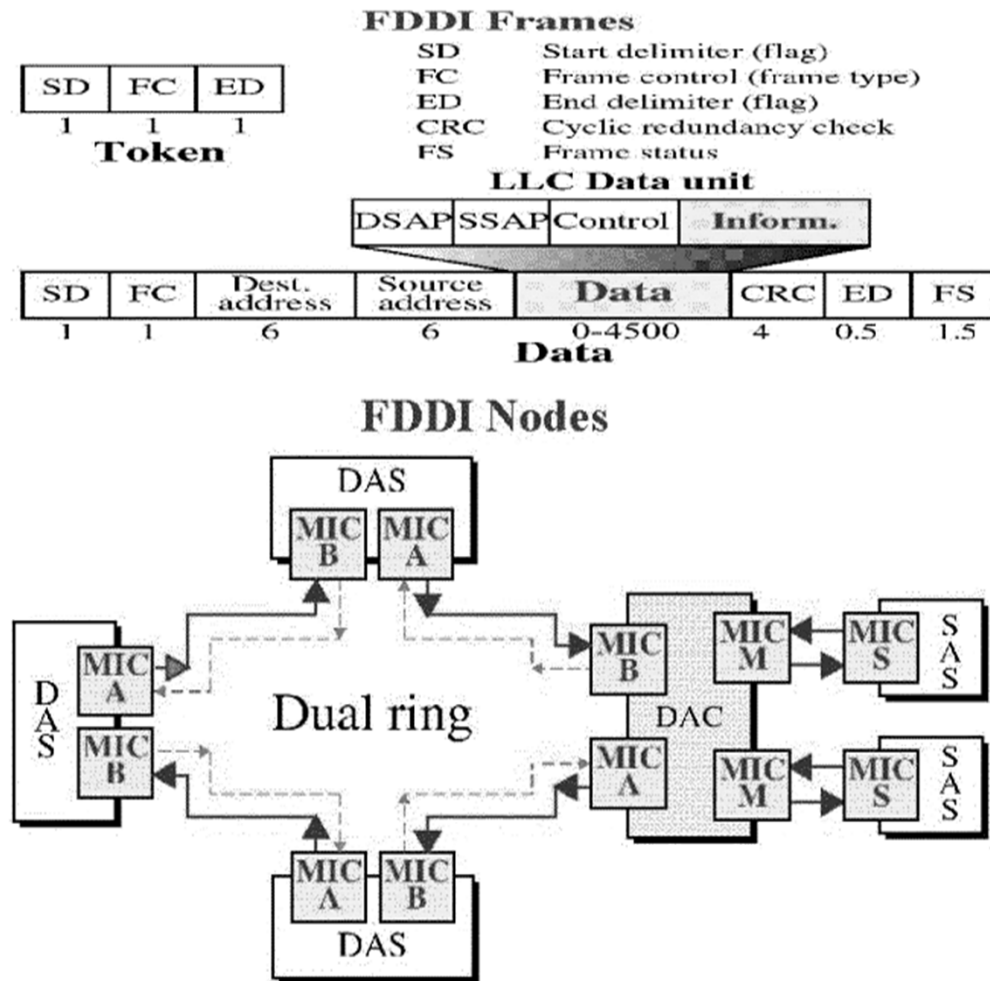 FDDI Frames
SD Start delimiter (flag)
FC Frame control (frame type)
ED End delimiter (flag)
CRC Cyclic redundancy check
FS Frame status
SD FC ED
1 1 1
Token
LLC Data unit
DSAP SSAP Control Inform.
SD FC Dest. address Source address Data CRC ED FS
1 1 6 6 0-4500 4 0.5 1.5
Data
FDDI Nodes
DAS
MIC B MIC A
DAS
MIC A
MIC B
Dual ring
MIC B
DAC
MIC A
MIC M MIC S SAS
MIC M MIC S SAS
MIC A MIC B
DAS